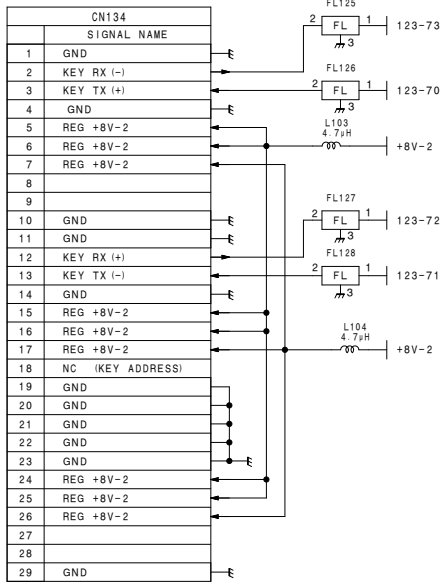 CN134
SIGNAL NAME
1 GND
2 KEY RX (-)
3 KEY TX (+)
4 GND
5 REG +8V-2
6 REG +8V-2
7 REG +8V-2
8
9
10 GND
11 GND
12 KEY RX (+)
13 KEY TX (-)
14 GND
15 REG +8V-2
16 REG +8V-2
17 REG +8V-2
18 NC (KEY ADDRESS)
19 GND
20 GND
21 GND
22 GND
23 GND
24 REG +8V-2
25 REG +8V-2
26 REG +8V-2
27
28
29 GND
FL125
2 FL 1 123-73
3
FL126
2 FL 1 123-70
3
L103
4.7μH
+8V-2
FL127
2 FL 1 123-72
3
FL128
2 FL 1 123-71
3
L104
4.7μH
+8V-2